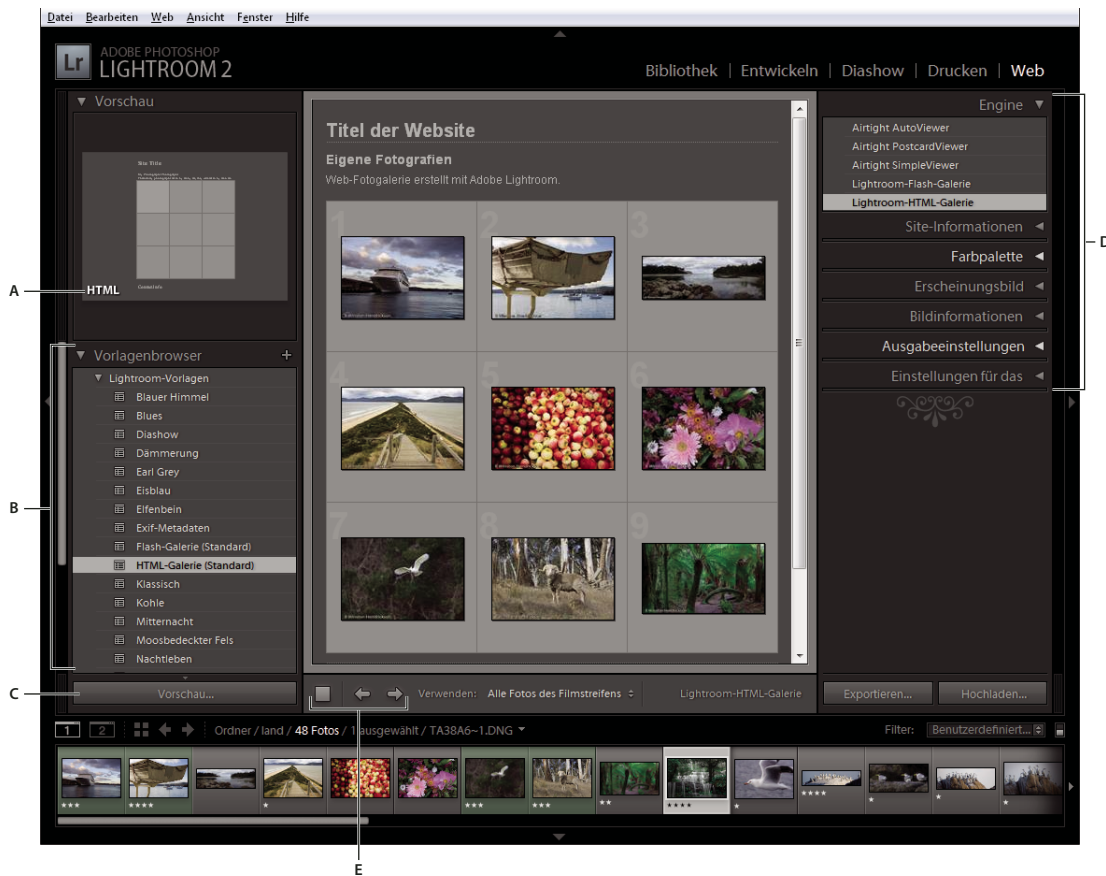 Datei Bearbeiten Web Ansicht Fenster Hilfe
Lr ADOBE PHOTOSHOP
LIGHTROOM 2
Bibliothek | Entwickeln | Diashow | Drucken | Web
Vorschau
Site Title
HTML
A
Vorlagenbrowser +
Lightroom-Vorlagen
Blauer Himmel
Blues
Diashow
Dämmerung
Earl Grey
Eisblau
Elfenbein
Exif-Metadaten
Flash-Galerie (Standard)
HTML-Galerie (Standard)
Klassisch
Kohle
Mitternacht
Moosbedeckter Fels
Nachtleben
B
Vorschau...
C
Titel der Website
Eigene Fotografien
Web-Fotogalerie erstellt mit Adobe Lightroom.
1 2 3
4 5 6
7 8 9
Engine
Airtight AutoViewer
Airtight PostcardViewer
Airtight SimpleViewer
Lightroom-Flash-Galerie
Lightroom-HTML-Galerie
Site-Informationen
Farbpalette
Erscheinungsbild
Bildinformationen
Ausgabeeinstellungen
Einstellungen für das
D
Verwenden: Alle Fotos des Filmstreifens Lightroom-HTML-Galerie
Exportieren... Hochladen...
1 2 Ordner / land / 48 Fotos / 1 ausgewählt / TA38A6~1.DNG
Filter: Benutzerdefiniert...
E